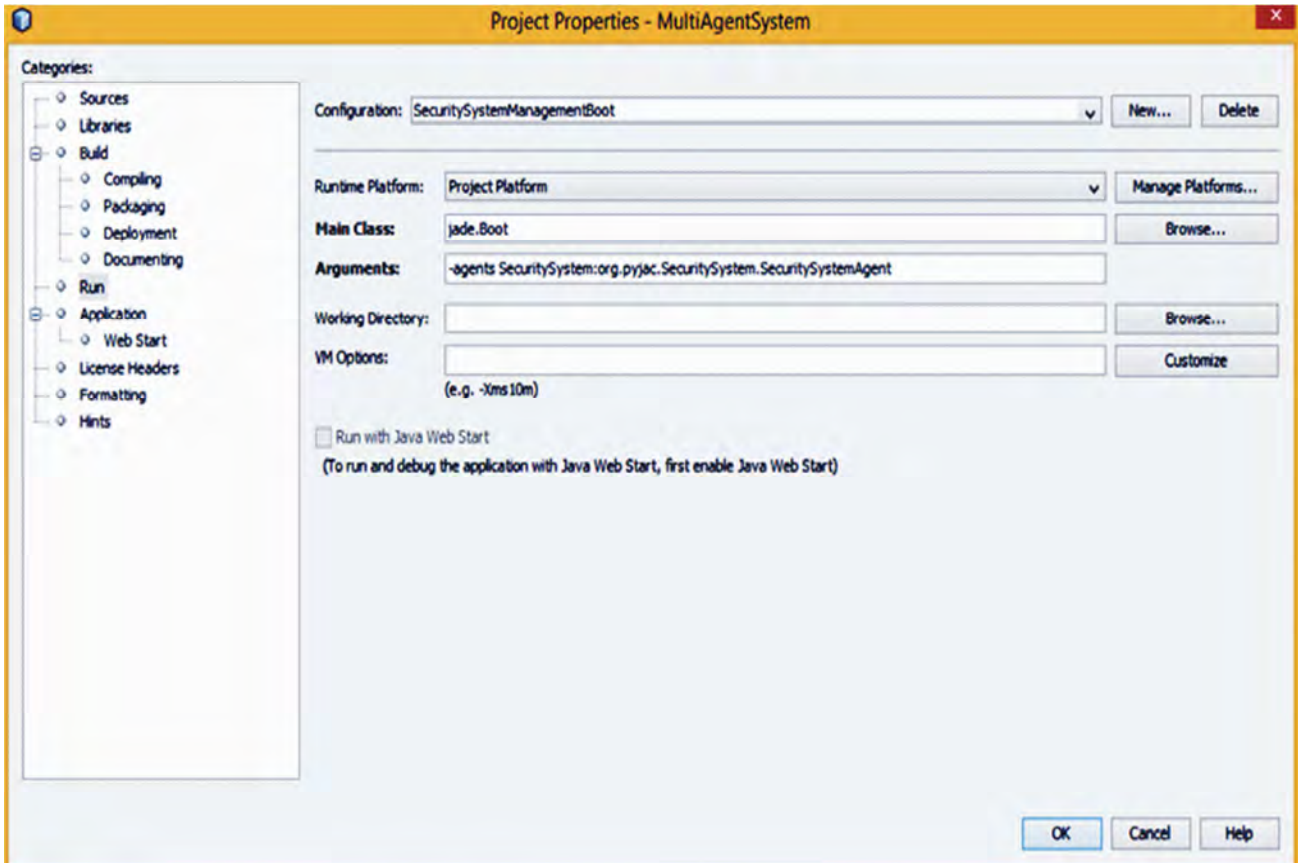 Project Properties - MultiAgentSystem
x
Categories:
Sources
Libraries
Build
Compiling
Packaging
Deployment
Documenting
Run
Application
Web Start
License Headers
Formatting
Hints
Configuration: SecuritySystemManagementBoot New... Delete
Runtime Platform: Project Platform Manage Platforms...
Main Class: jade.Boot Browse...
Arguments: -agents SecuritySystem:org.pyjac.SecuritySystem.SecuritySystemAgent
Working Directory: Browse...
VM Options: Customize
(e.g. -Xms10m)
Run with Java Web Start
(To run and debug the application with Java Web Start, first enable Java Web Start)
OK Cancel Help